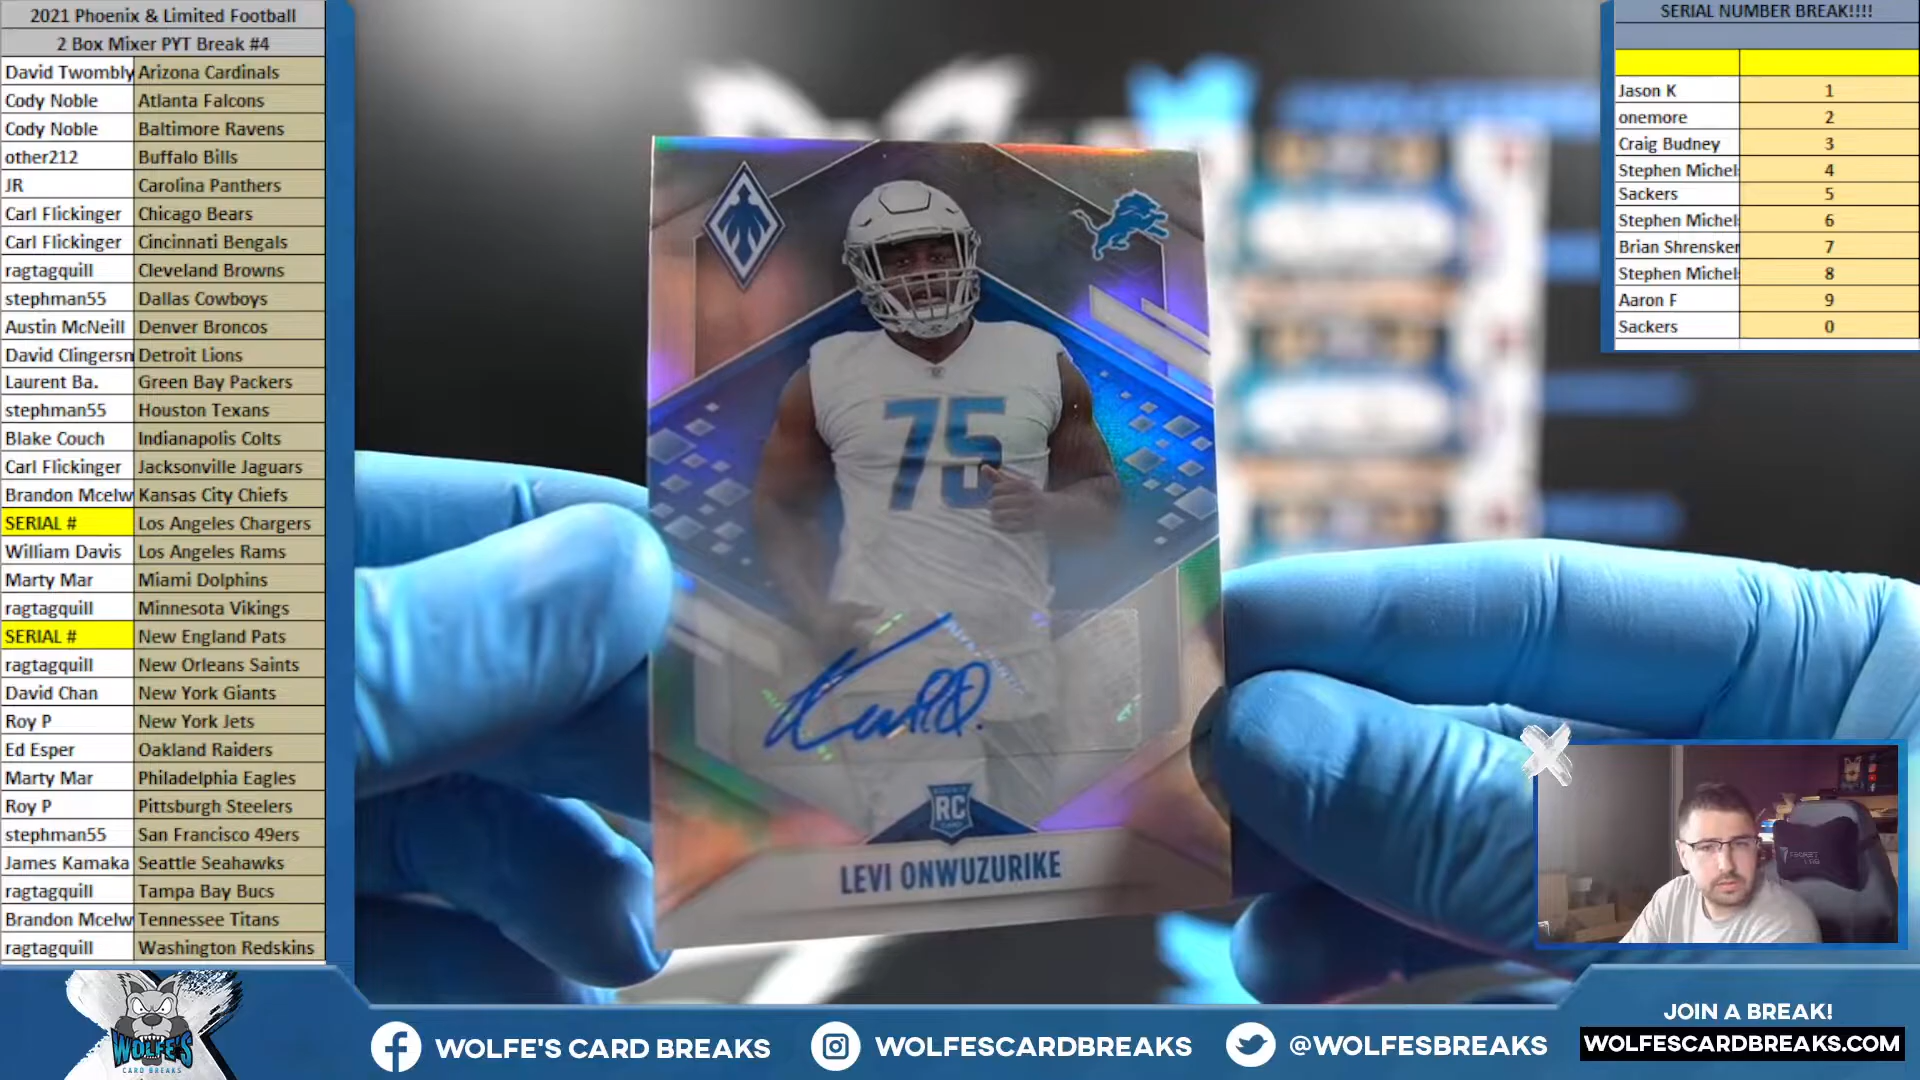 2021 Phoenix & Limited Football
2 Box Mixer PYT Break #4
David Twombly Arizona Cardinals
Cody Noble Atlanta Falcons
Cody Noble Baltimore Ravens
other212 Buffalo Bills
JR Carolina Panthers
Carl Flickinger Chicago Bears
Carl Flickinger Cincinnati Bengals
ragtagquill Cleveland Browns
stephman55 Dallas Cowboys
Austin McNeill Denver Broncos
David Clingersn Detroit Lions
Laurent Ba. Green Bay Packers
stephman55 Houston Texans
Blake Couch Indianapolis Colts
Carl Flickinger Jacksonville Jaguars
Brandon Mcelw Kansas City Chiefs
SERIAL # Los Angeles Chargers
William Davis Los Angeles Rams
Marty Mar Miami Dolphins
ragtagquill Minnesota Vikings
SERIAL # New England Pats
ragtagquill New Orleans Saints
David Chan New York Giants
Roy P New York Jets
Ed Esper Oakland Raiders
Marty Mar Philadelphia Eagles
Roy P Pittsburgh Steelers
stephman55 San Francisco 49ers
James Kamaka Seattle Seahawks
ragtagquill Tampa Bay Bucs
Brandon Mcelw Tennessee Titans
ragtagquill Washington Redskins
75
RC
LEVI ONWUZURIKE
SERIAL NUMBER BREAK!!!!
Jason K 1
onemore 2
Craig Budney 3
Stephen Michel 4
Sackers 5
Stephen Michel 6
Brian Shrensker 7
Stephen Michel 8
Aaron F 9
Sackers 0
WOLFE'S
CARD BREAKS
WOLFE'S CARD BREAKS
WOLFESCARDBREAKS
@WOLFESBREAKS
JOIN A BREAK!
WOLFESCARDBREAKS.COM